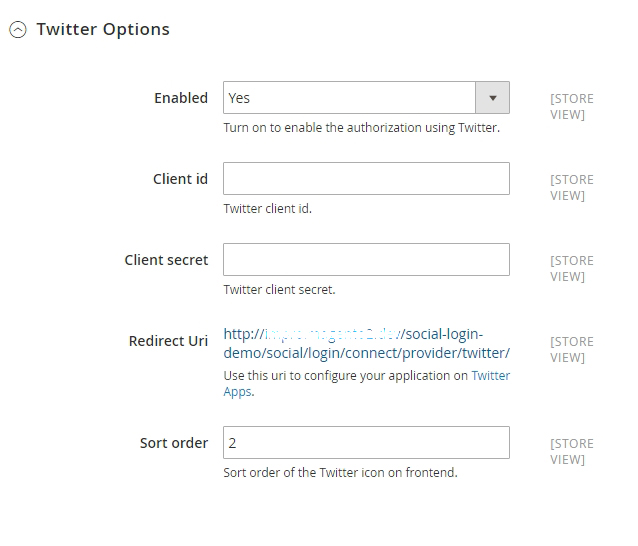 Twitter Options
Enabled
Yes
[STORE
VIEW]
Turn on to enable the authorization using Twitter.
Client id
[STORE
VIEW]
Twitter client id.
Client secret
[STORE
VIEW]
Twitter client secret.
Redirect Uri
http:// /social-login-
demo/social/login/connect/provider/twitter/
[STORE
VIEW]
Use this uri to configure your application on Twitter
Apps.
Sort order
2
[STORE
VIEW]
Sort order of the Twitter icon on frontend.